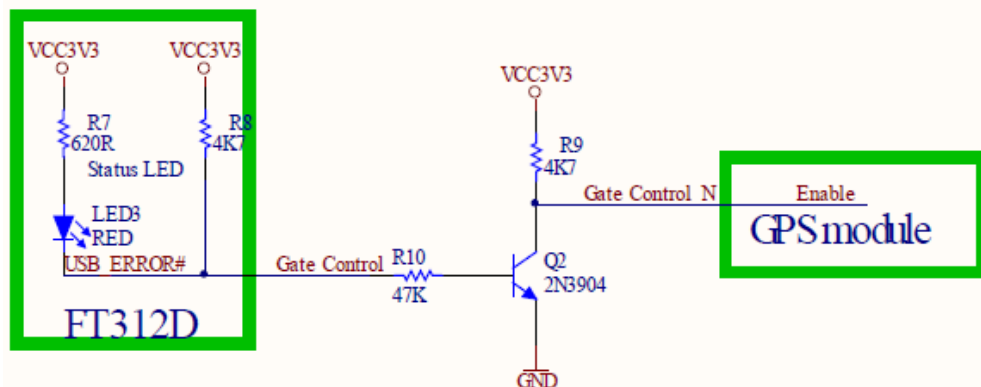 VCC3V3
VCC3V3
R7
620R
R8
4K7
Status LED
LED3
RED
USB_ERROR#
FT312D
Gate Control
R10
47K
VCC3V3
R9
4K7
Q2
2N3904
GND
Gate Control N
Enable
GPS module